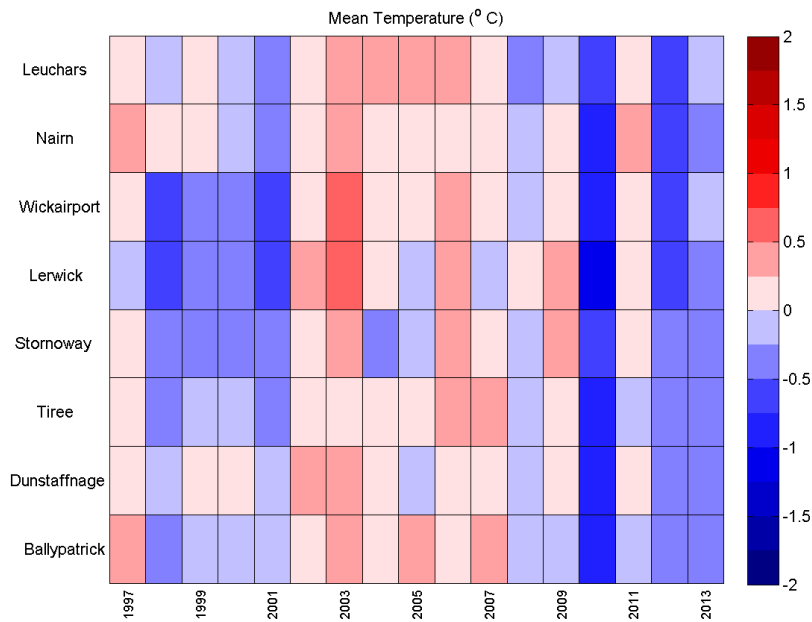 Mean Temperature (° C)
Leuchars
Nairn
Wickairport
Lerwick
Stornoway
Tiree
Dunstaffnage
Ballypatrick
1997
1999
2001
2003
2005
2007
2009
2011
2013
2
1.5
1
0.5
0
-0.5
-1
-1.5
-2